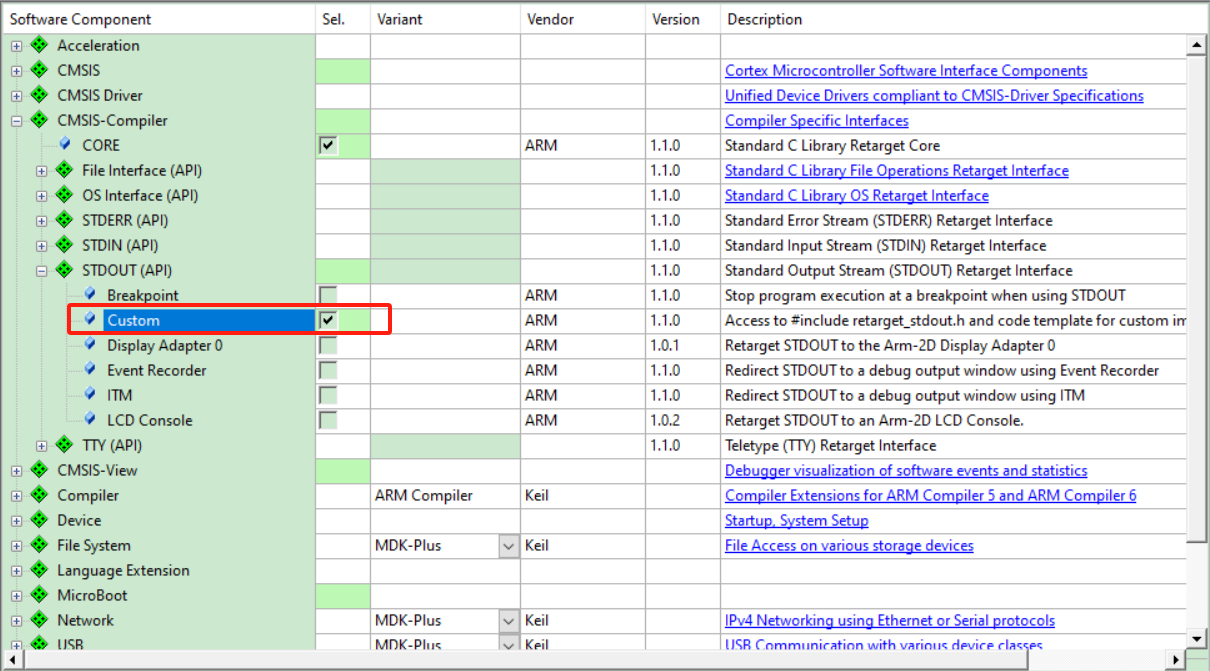 Software Component Sel. Variant Vendor Version Description
Acceleration
CMSIS Cortex Microcontroller Software Interface Components
CMSIS Driver Unified Device Drivers compliant to CMSIS-Driver Specifications
CMSIS-Compiler Compiler Specific Interfaces
CORE ARM 1.1.0 Standard C Library Retarget Core
File Interface (API) 1.1.0 Standard C Library File Operations Retarget Interface
OS Interface (API) 1.1.0 Standard C Library OS Retarget Interface
STDERR (API) 1.1.0 Standard Error Stream (STDERR) Retarget Interface
STDIN (API) 1.1.0 Standard Input Stream (STDIN) Retarget Interface
STDOUT (API) 1.1.0 Standard Output Stream (STDOUT) Retarget Interface
Breakpoint ARM 1.1.0 Stop program execution at a breakpoint when using STDOUT
Custom ARM 1.1.0 Access to #include retarget_stdout.h and code template for custom im
Display Adapter 0 ARM 1.0.1 Retarget STDOUT to the Arm-2D Display Adapter 0
Event Recorder ARM 1.1.0 Redirect STDOUT to a debug output window using Event Recorder
ITM ARM 1.1.0 Redirect STDOUT to a debug output window using ITM
LCD Console ARM 1.0.2 Retarget STDOUT to an Arm-2D LCD Console.
TTY (API) 1.1.0 Teletype (TTY) Retarget Interface
CMSIS-View Debugger visualization of software events and statistics
Compiler ARM Compiler Keil Compiler Extensions for ARM Compiler 5 and ARM Compiler 6
Device Startup, System Setup
File System MDK-Plus Keil File Access on various storage devices
Language Extension
MicroBoot
Network MDK-Plus Keil IPv4 Networking using Ethernet or Serial protocols
USB MDK-Plus Keil USB Communication with various device classes